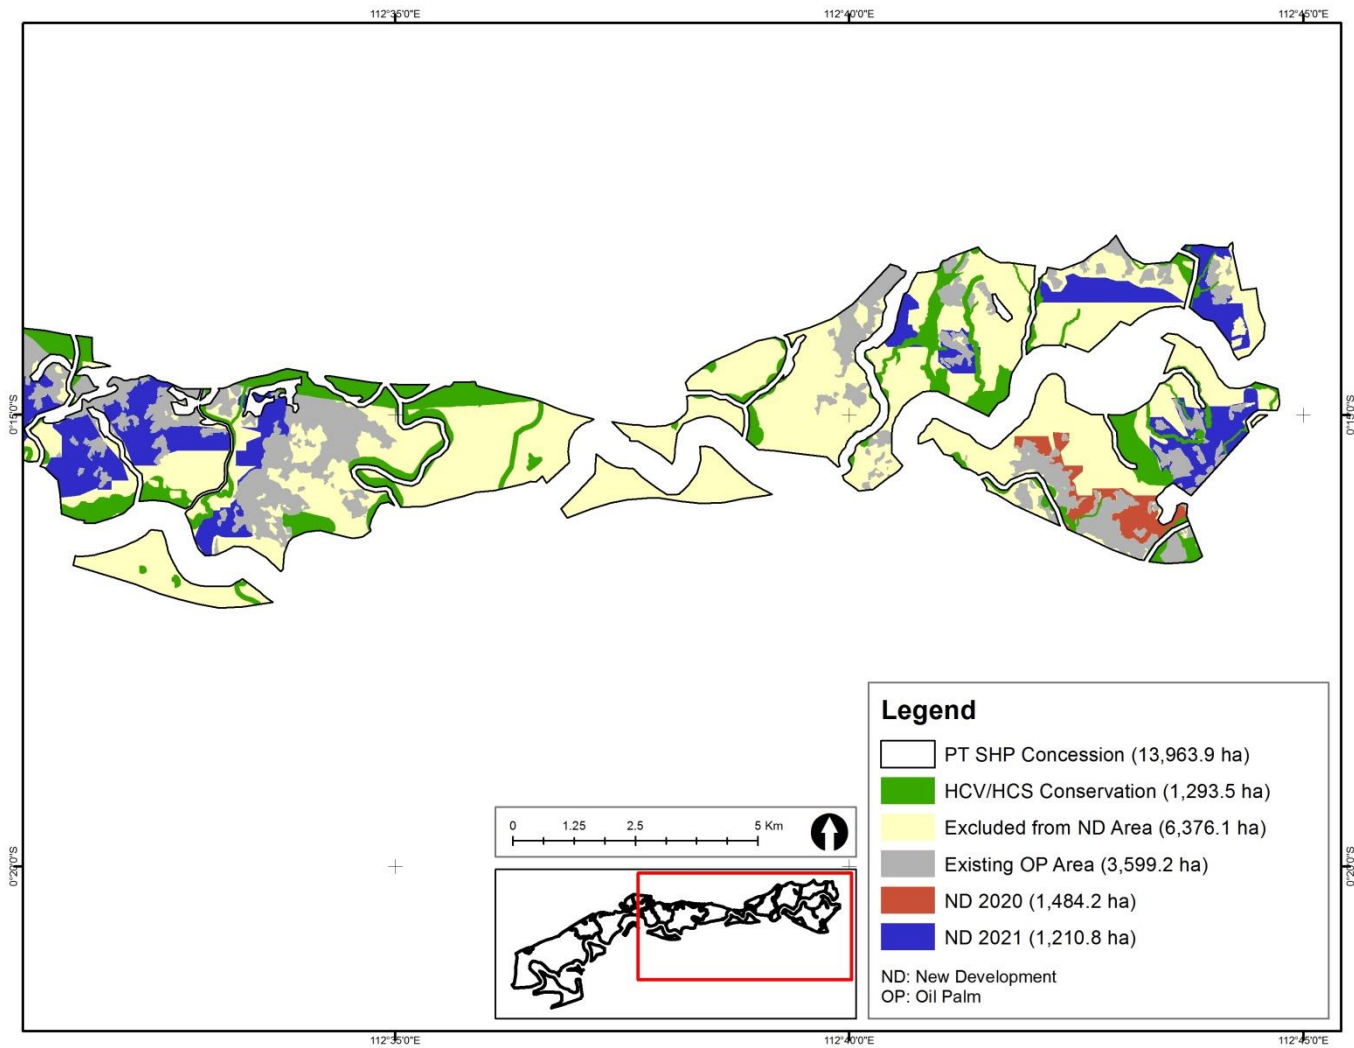 112°35'0"E
112°40'0"E
112°45'0"E
0°15'0"S
0°15'0"S
Legend
PT SHP Concession (13,963.9 ha)
HCV/HCS Conservation (1,293.5 ha)
Excluded from ND Area (6,376.1 ha)
Existing OP Area (3,599.2 ha)
ND 2020 (1,484.2 ha)
ND 2021 (1,210.8 ha)
ND: New Development
OP: Oil Palm
0 1.25 2.5 5 Km
0°20'0"S
0°20'0"S
112°35'0"E
112°40'0"E
112°45'0"E